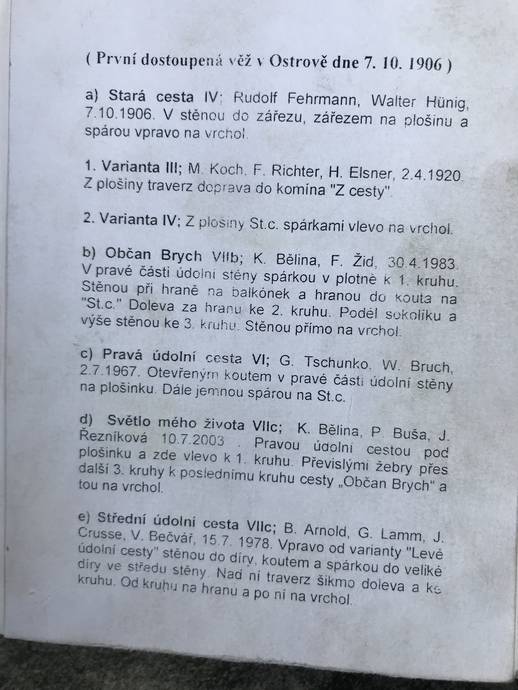 ( První dostoupená věž v Ostrově dne 7. 10. 1906 )
a) Stará cesta IV; Rudolf Fehrmann, Walter Hünig,
7.10.1906. V stěnou do zářezu, zářezem na plošinu a
spárou vpravo na vrchol.
1. Varianta III; M. Koch. F. Richter, H. Elsner, 2.4.1920.
Z plošiny traverz doprava do komína "Z cesty".
2. Varianta IV; Z plošiny St.c. spárkami vlevo na vrchol.
b) Občan Brych VIIb; K. Bělina, F. Žid, 30.4.1983.
V pravé části údolní stěny spárkou v plotně k 1. kruhu.
Stěnou při hraně na balkónek a hranou do kouta na
"St.c." Doleva za hranu ke 2. kruhu. Podél sokolíku a
výše stěnou ke 3. kruhu. Stěnou přímo na vrchol.
c) Pravá údolní cesta VI; G. Tschunko, W. Bruch,
2.7.1967. Otevřeným koutem v pravé části údolní stěny
na plošinku. Dále jemnou spárou na St.c.
d) Světlo mého života VIIc; K. Bělina, P. Buša, J.
Řezníková 10.7.2003 . Pravou údolní cestou pod
plošinku a zde vlevo k 1. kruhu. Převislými žebry přes
další 3. kruhy k poslednímu kruhu cesty „Občan Brych“ a
tou na vrchol.
e) Střední údolní cesta VIIc; B. Arnold, G. Lamm, J.
Crusse, V. Bečvář, 15.7. 1978. Vpravo od varianty "Levé
údolní cesty" stěnou do díry, koutem a spárkou do veliké
díry ve středu stěny. Nad ní traverz šikmo doleva a ke
kruhu. Od kruhu na hranu a po ní na vrchol.